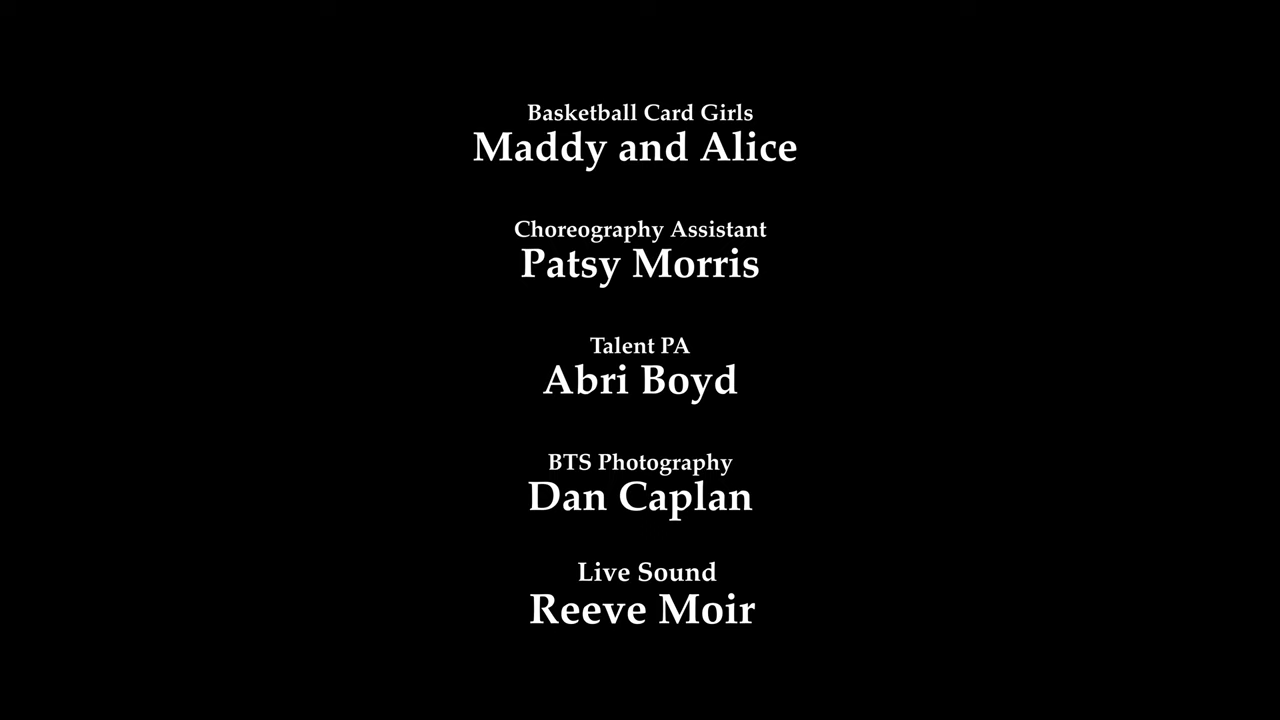 Basketball Card Girls
Maddy and Alice
Choreography Assistant
Patsy Morris
Talent PA
Abri Boyd
BTS Photography
Dan Caplan
Live Sound
Reeve Moir